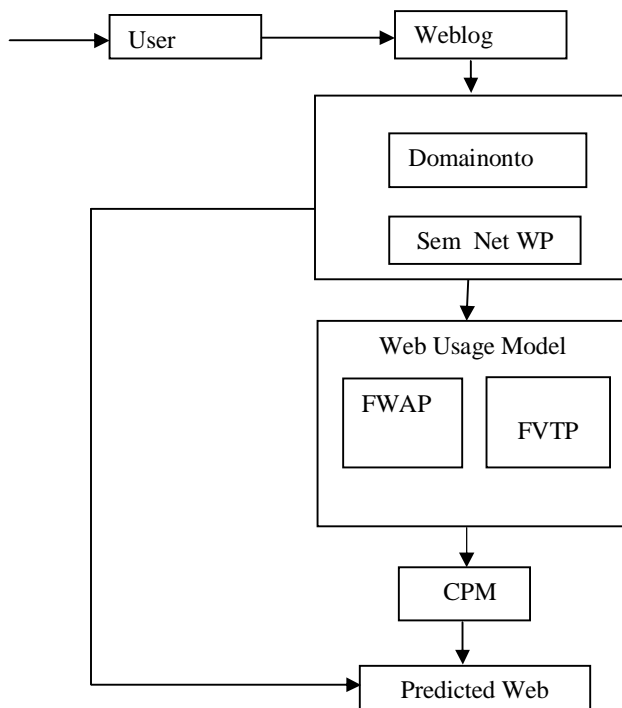 User
Weblog
Domainonto
Sem Net WP
Web Usage Model
FWAP
FVTP
CPM
Predicted Web